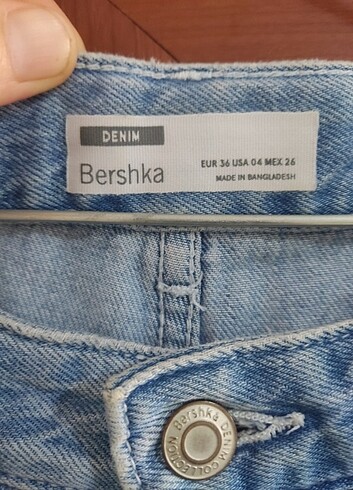 DENIM
Bershka
EUR 36 USA 04 MEX 26
MADE IN BANGLADESH
Bershka
DENIM COLLECTION